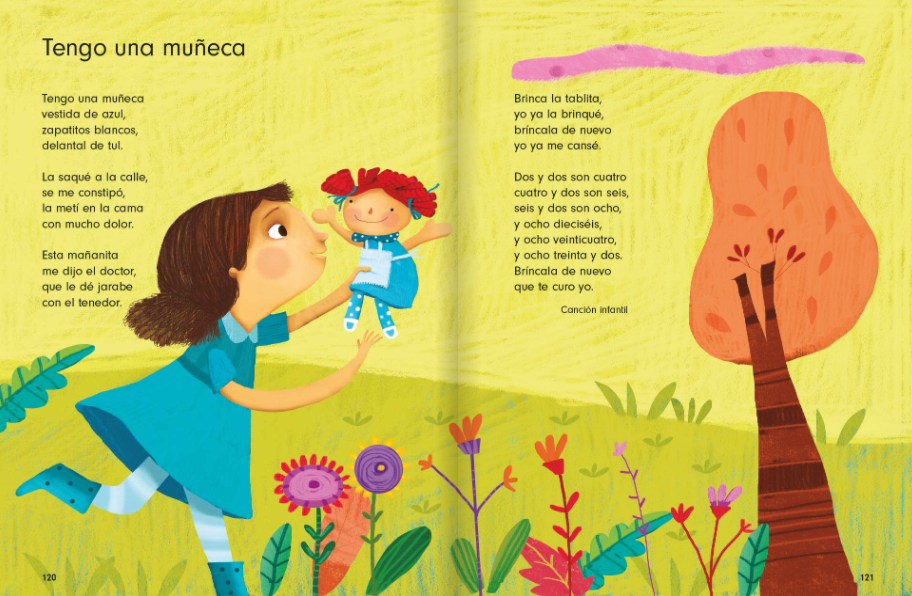 Tengo una muñeca
Tengo una muñeca
vestida de azul,
zapatitos blancos,
delantal de tul.
La saqué a la calle,
se me constipó,
la metí en la cama
con mucho dolor.
Esta mañanita
me dijo el doctor,
que le dé jarabe
con el tenedor.
120
Brinca la tablita,
yo ya la brinqué,
bríncala de nuevo
yo ya me cansé.
Dos y dos son cuatro
cuatro y dos son seis,
seis y dos son ocho,
y ocho dieciséis,
y ocho veinticuatro,
y ocho treinta y dos.
Bríncala de nuevo
que te curo yo.
Canción infantil
121